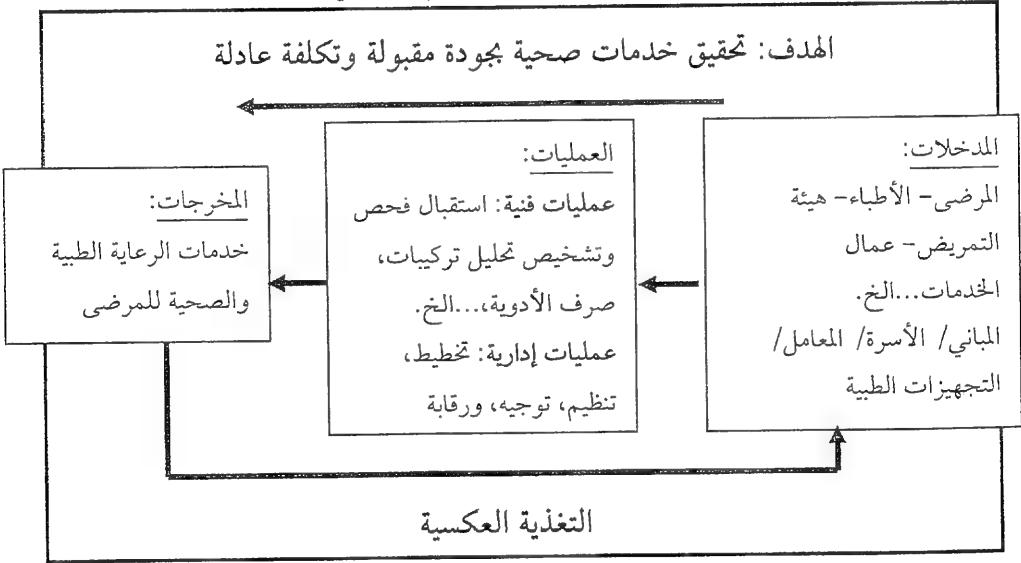 الهدف: تحقيق خدمات صحية بجودة مقبولة وتكلفة عادلة
المدخلات:
المرضى- الأطباء- هيئة
التمريض- عمال
الخدمات...الخ.
المباني/ الأسرة/ المعامل/
التجهيزات الطبية
العمليات:
عمليات فنية: استقبال فحص
وتشخيص تحليل تركيبات،
صرف الأدوية،...الخ.
عمليات إدارية: تخطيط،
تنظيم، توجيه، ورقابة
المخرجات:
خدمات الرعاية الطبية
والصحية للمرضى
التغذية العكسية